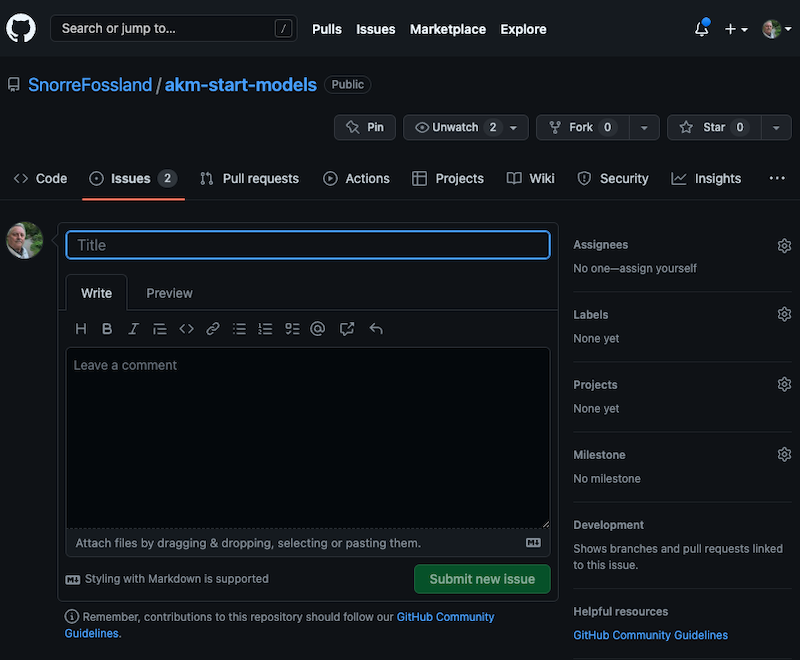 Search or jump to... /
Pulls Issues Marketplace Explore
SnorreFossland / akm-start-models Public
Pin Unwatch 2 Fork 0 Star 0
Code Issues 2 Pull requests Actions Projects Wiki Security Insights
Title
Write Preview
H B I
Leave a comment
Attach files by dragging & dropping, selecting or pasting them.
Styling with Markdown is supported
Submit new issue
Remember, contributions to this repository should follow our GitHub Community
Guidelines.
Assignees
No one—assign yourself
Labels
None yet
Projects
None yet
Milestone
No milestone
Development
Shows branches and pull requests linked
to this issue.
Helpful resources
GitHub Community Guidelines